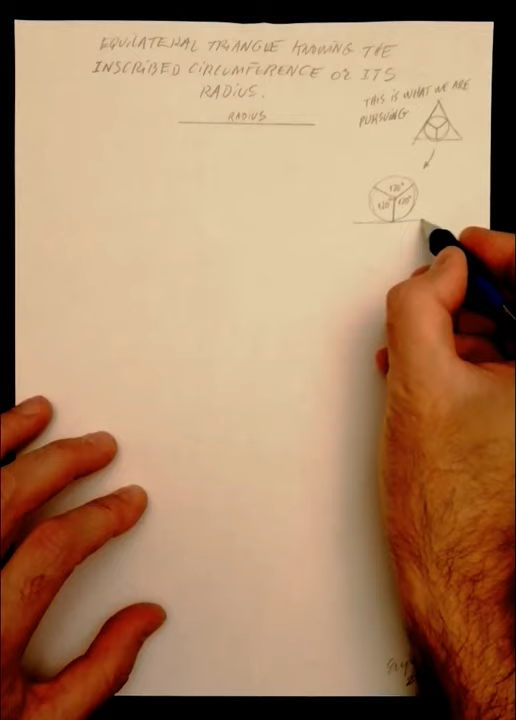 EQUILATERAL TRIANGLE KNOWING THE
INSCRIBED CIRCUMFERENCE OR ITS
RADIUS.
RADIUS
THIS IS WHAT WE ARE
PURSUING
120°
120° 120°